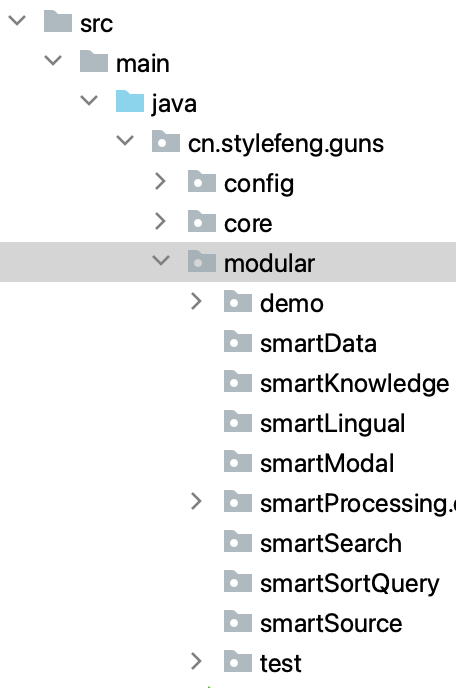 src
main
java
cn.stylefeng.guns
config
core
modular
demo
smartData
smartKnowledge
smartLingual
smartModal
smartProcessing.
smartSearch
smartSortQuery
smartSource
test